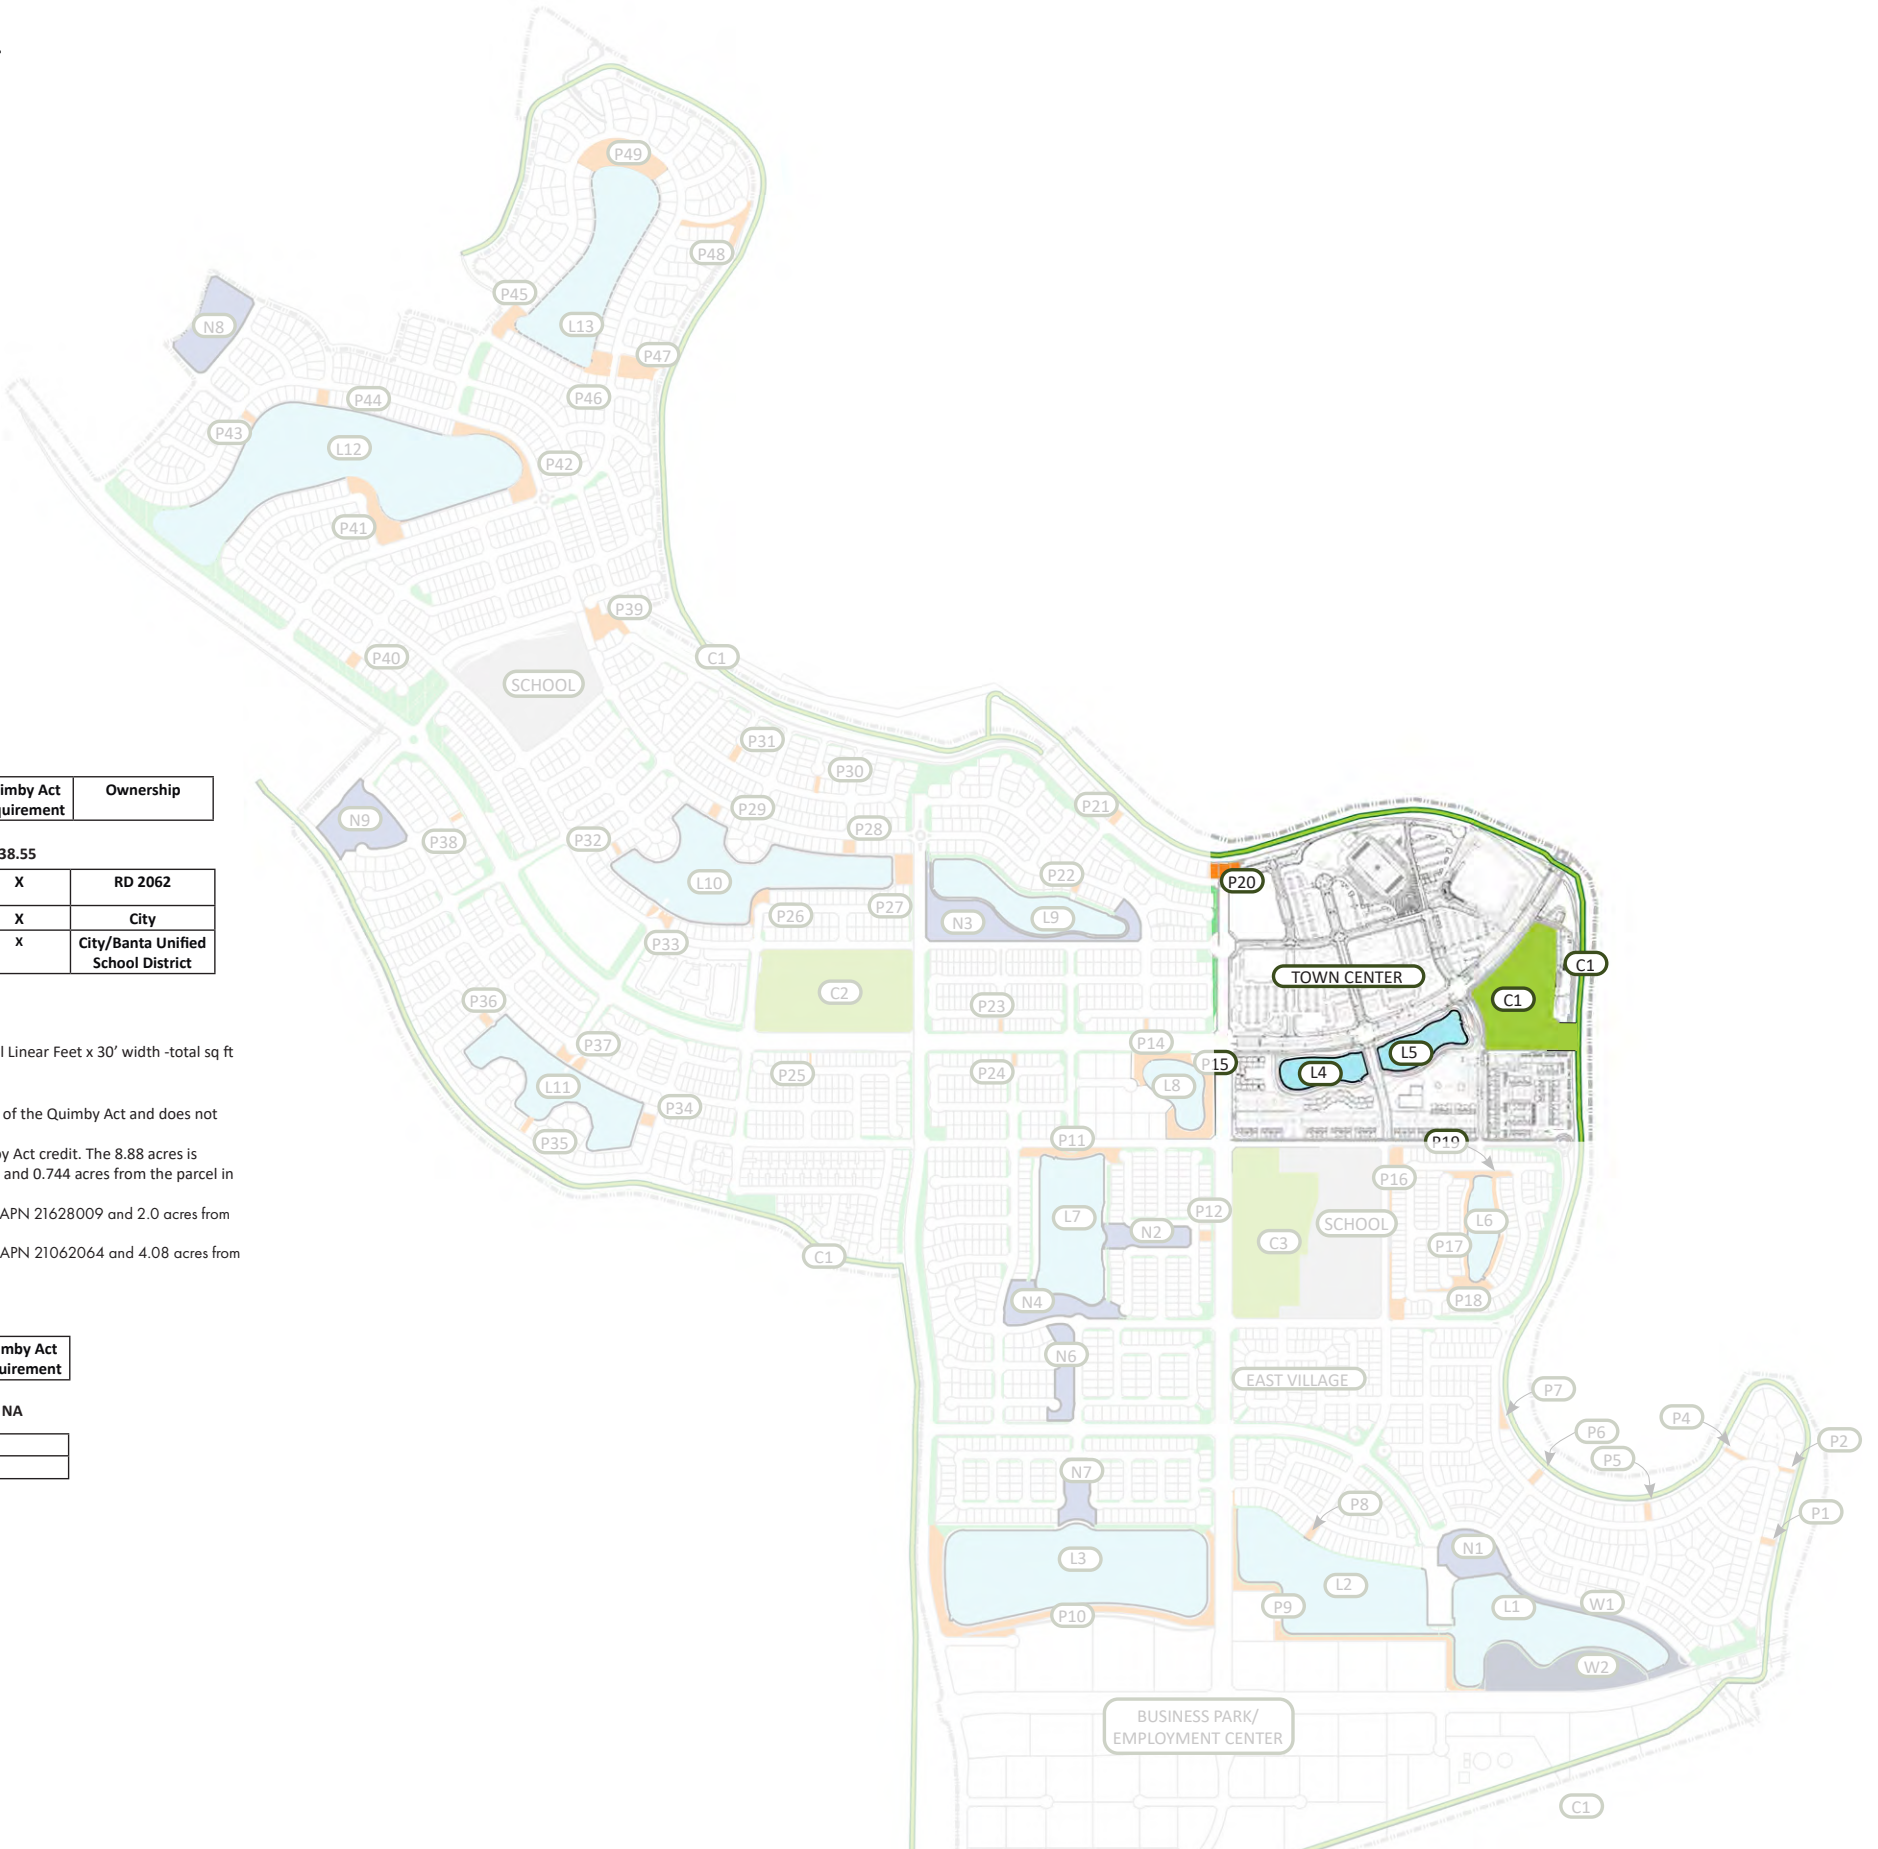 imby Act
Ownership
uirement
38.55
X
RD 2062
X
City
X
City/Banta Unified
School District
l Linear Feet x 30' width -total sq ft
of the Quimby Act and does not
by Act credit. The 8.88 acres is
and 0.744 acres from the parcel in
APN 21628009 and 2.0 acres from
APN 21062064 and 4.08 acres from
mby Act
uirement
NA
P49
P48
P45
L13
N8
P47
P46
P44
P43
L12
P42
P41
P39
P40
C1
SCHOOL
P31
P30
P29
P28
P21
N9
P38
P32
L10
P22
P20
P26
P27
N3
L9
P33
TOWN CENTER
C1
C1
C2
P23
P36
P37
P14
P15
L5
L4
L11
P25
P24
L8
P34
P35
P11
P19
P16
L7
N2
P12
C3
SCHOOL
L6
P17
C1
N4
P18
N6
EAST VILLAGE
P7
P6
P4
P2
P5
N7
P8
P1
L3
N1
L2
P10
P9
L1
W1
W2
BUSINESS PARK/
EMPLOYMENT CENTER
C1